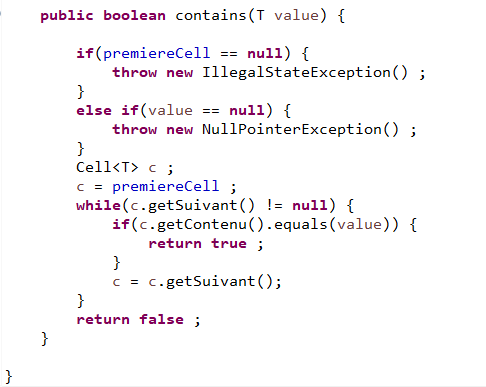 public boolean contains(T value) {
if(premiereCell == null) {
throw new IllegalStateException() ;
}
else if(value == null) {
throw new NullPointerException() ;
}
Cell<T> c ;
c = premiereCell ;
while(c.getSuivant() != null) {
if(c.getContenu().equals(value)) {
return true ;
}
c = c.getSuivant();
}
return false ;
}
}